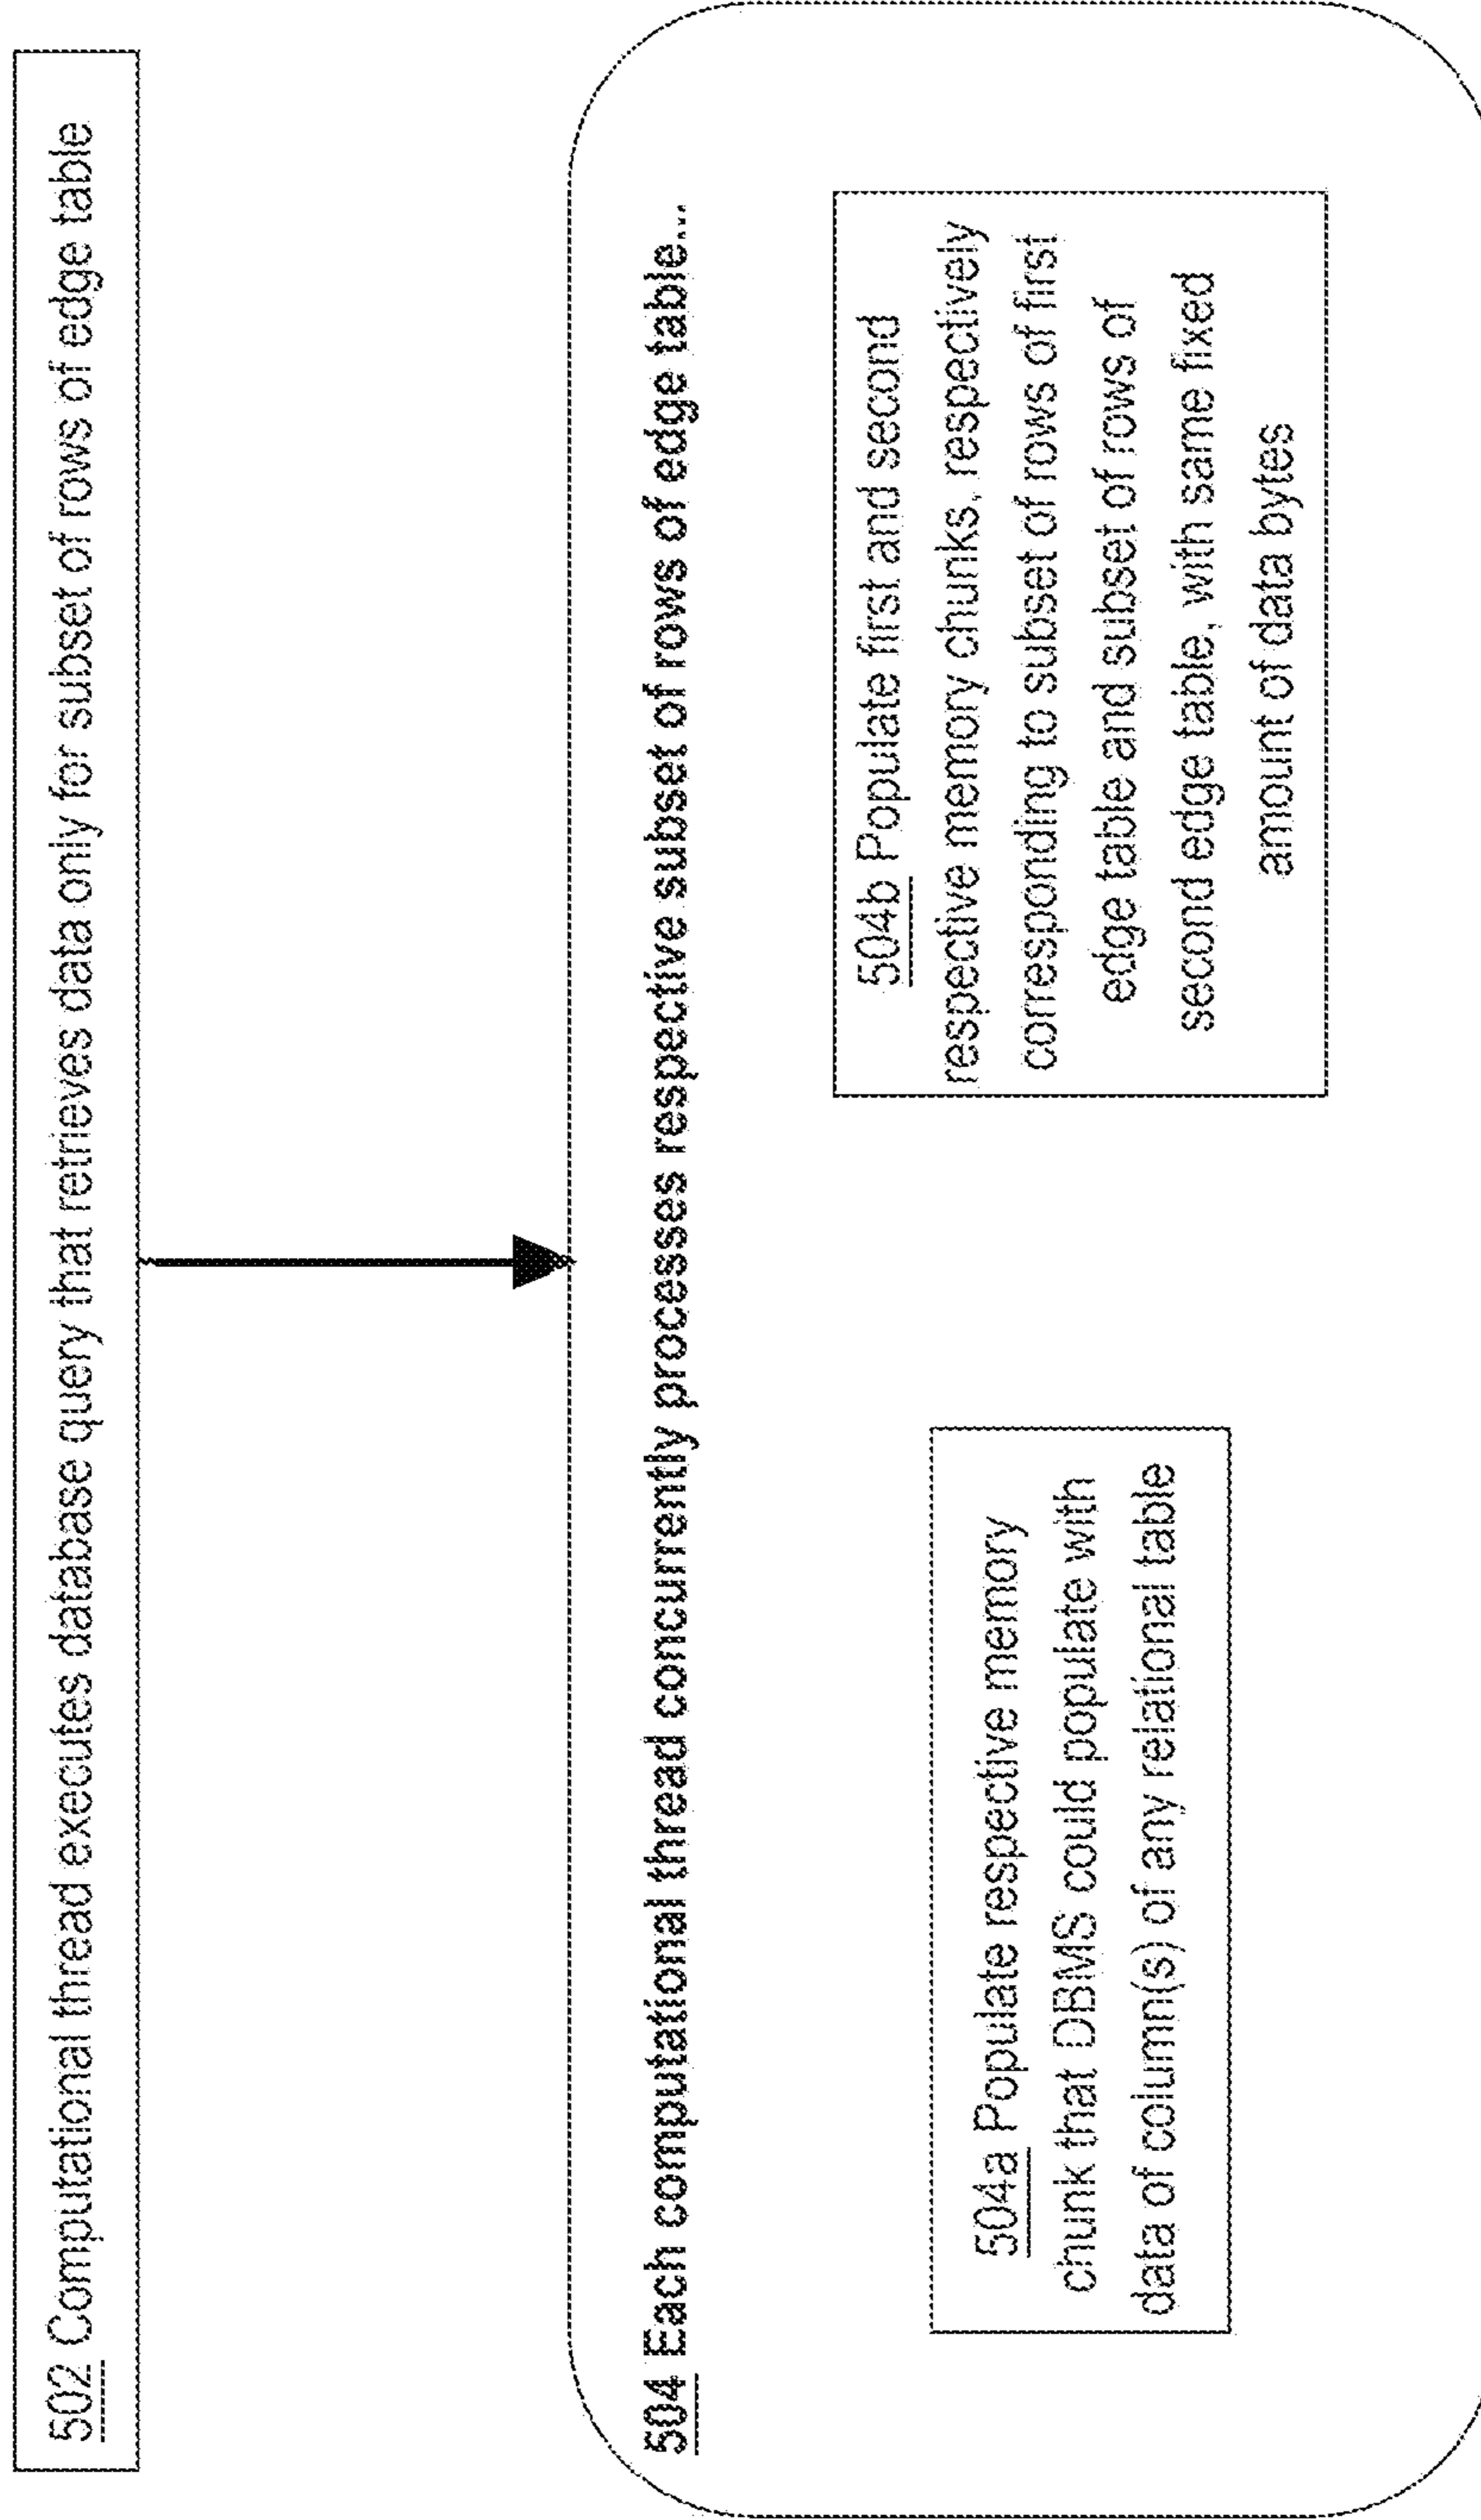 502 Computational thread executes database query that retrieves data only for subset of rows of edge table
504 Each computational thread concurrently processes respective subset of rows of edge table...
504a Populate respective memory
chunk that DBMS could populate with
data of column(s) of any relational table
504b Populate first and second
respective memory chunks, respectively
corresponding to subset of rows of first
edge table and subset of rows of
second edge table, with same fixed
amount of data bytes